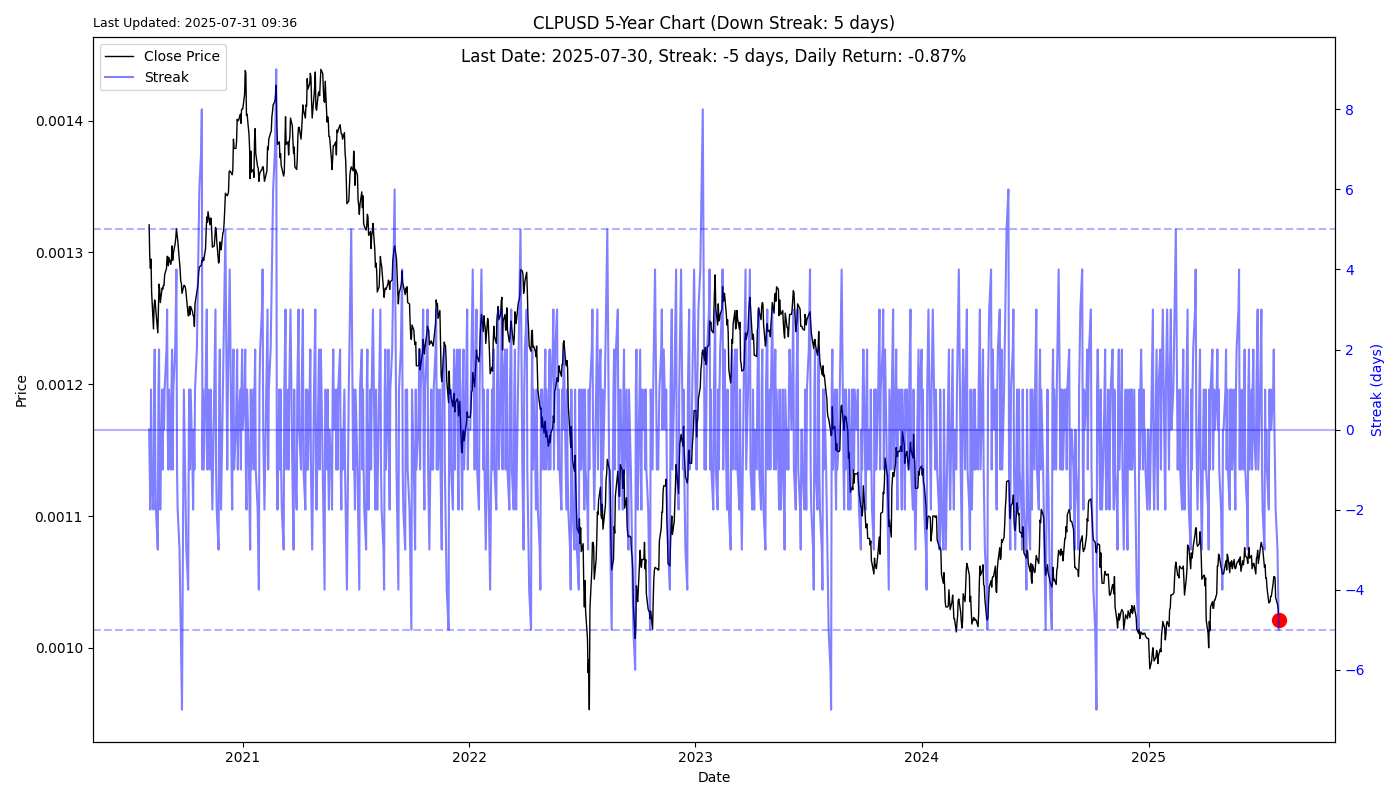 Last Updated: 2025-07-31 09:36
CLPUSD 5-Year Chart (Down Streak: 5 days)
Last Date: 2025-07-30, Streak: -5 days, Daily Return: -0.87%
Close Price
Streak
0.0014
0.0013
0.0012
0.0011
0.0010
Price
8
6
4
2
0
−2
−4
−6
Streak (days)
2021
2022
2023
2024
2025
Date